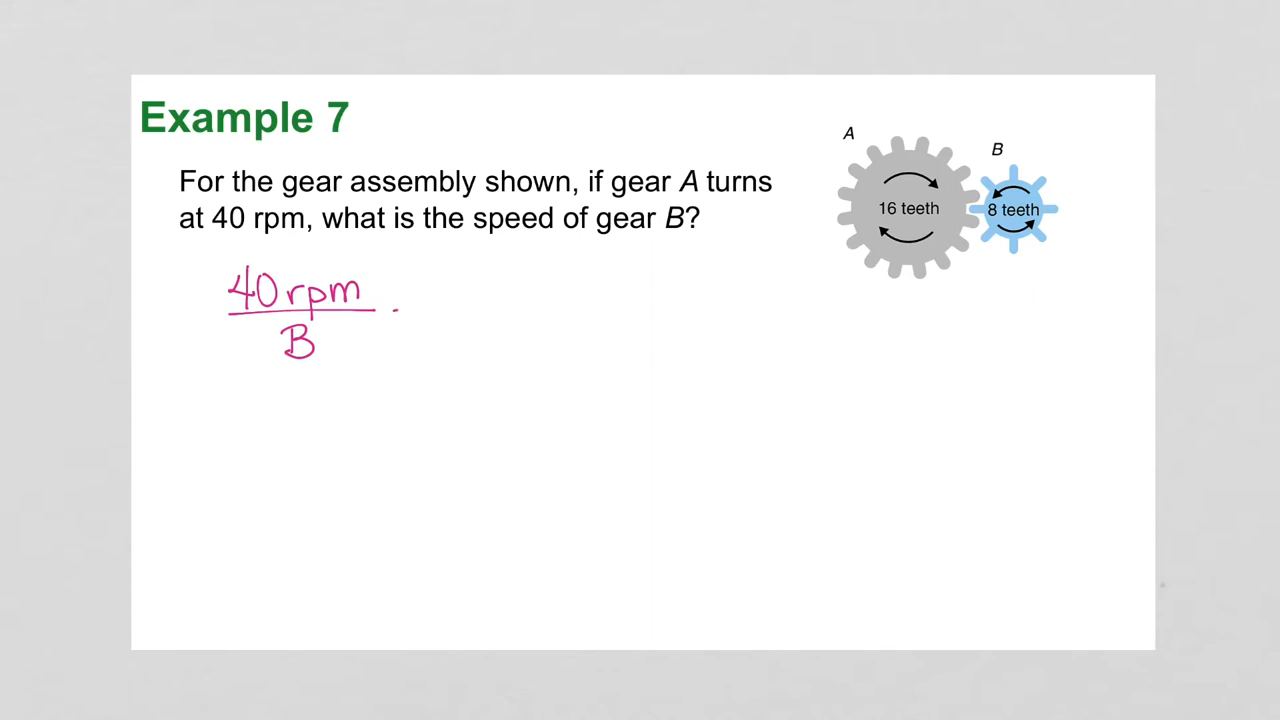 Example 7
For the gear assembly shown, if gear A turns
at 40 rpm, what is the speed of gear B?
A
B
16 teeth
8 teeth
40 rpm
B